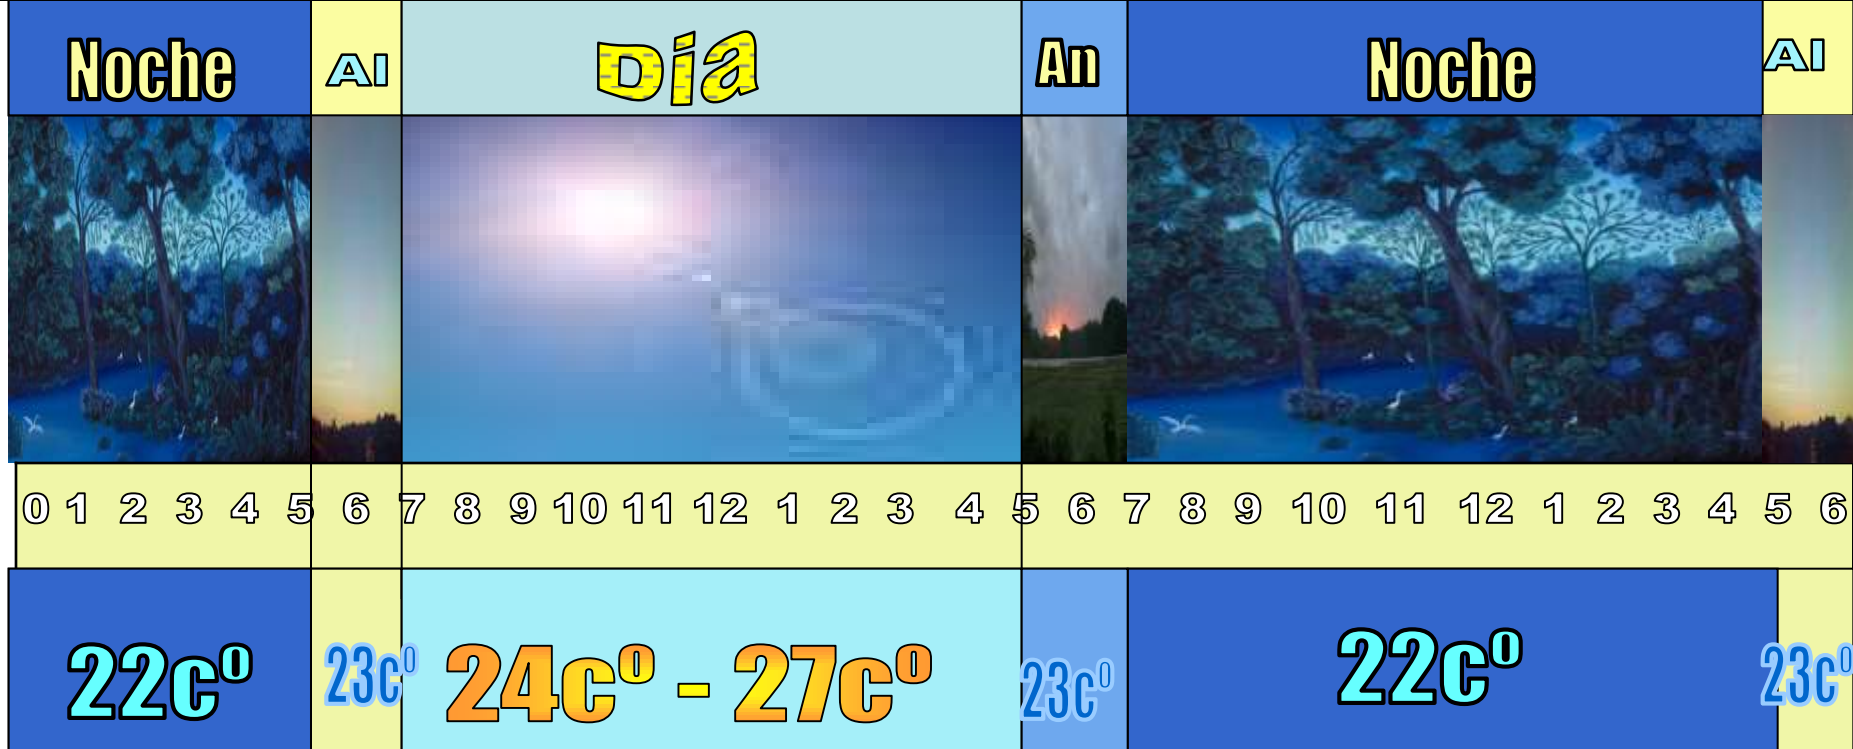 Noche Al Día An Noche Al
0 1 2 3 4 5 6 7 8 9 10 11 12 1 2 3 4 5 6 7 8 9 10 11 12 1 2 3 4 5 6
22cº 23cº 24cº - 27cº 23cº 22cº 23cº